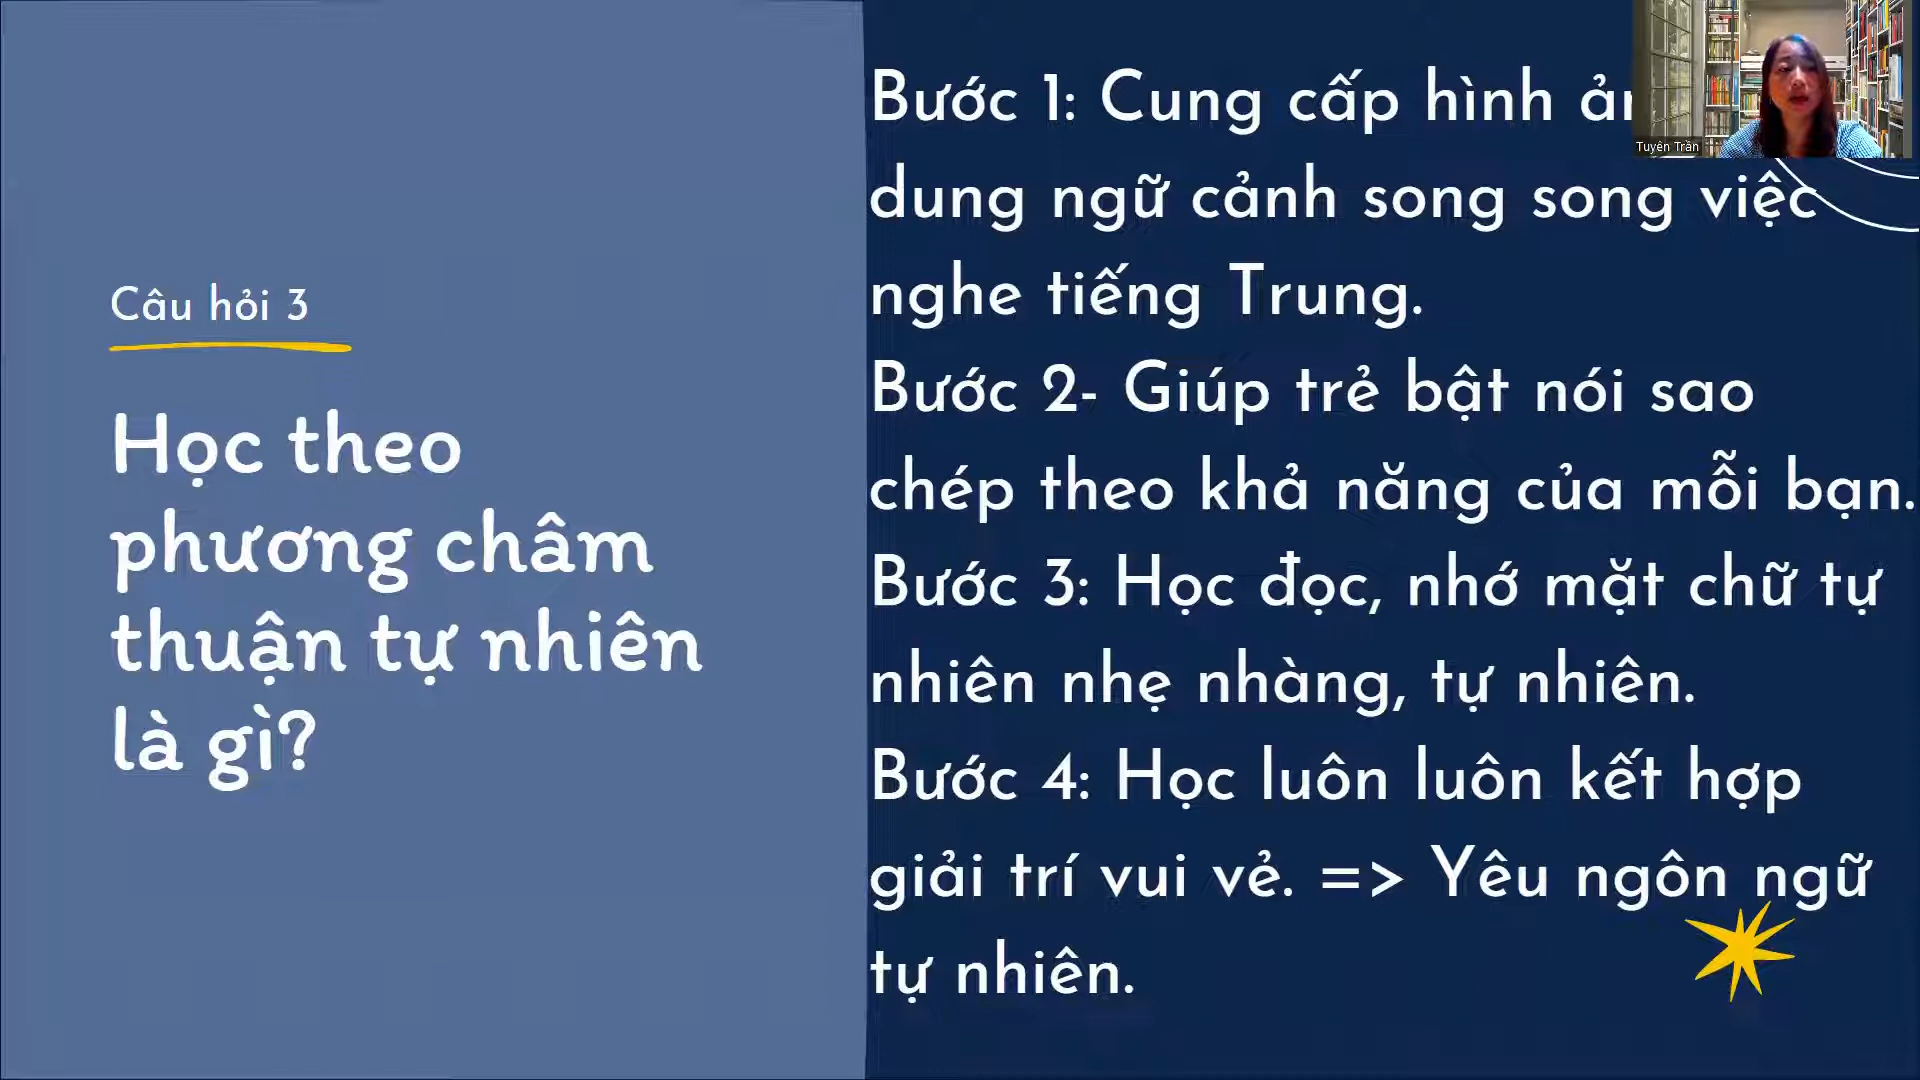 Câu hỏi 3
Học theo
phương châm
thuận tự nhiên
là gì?
Bước 1: Cung cấp hình
dung ngữ cảnh song song việc
nghe tiếng Trung.
Bước 2- Giúp trẻ bật nói sao
chép theo khả năng của mỗi bạn.
Bước 3: Học đọc, nhớ mặt chữ tự
nhiên nhẹ nhàng, tự nhiên.
Bước 4: Học luôn luôn kết hợp
giải trí vui vẻ. => Yêu ngôn ngữ
tự nhiên.
Tuyên Trần